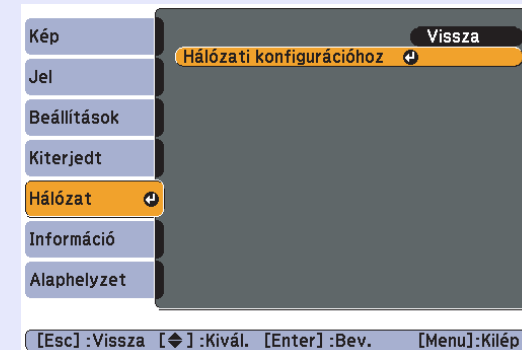 Kép
Jel
Beállítások
Kiterjedt
Hálózat
Információ
Alaphelyzet
Vissza
Hálózati konfigurációhoz
[Esc] :Vissza [◆] :Kivál. [Enter] :Bev. [Menu]:Kilép